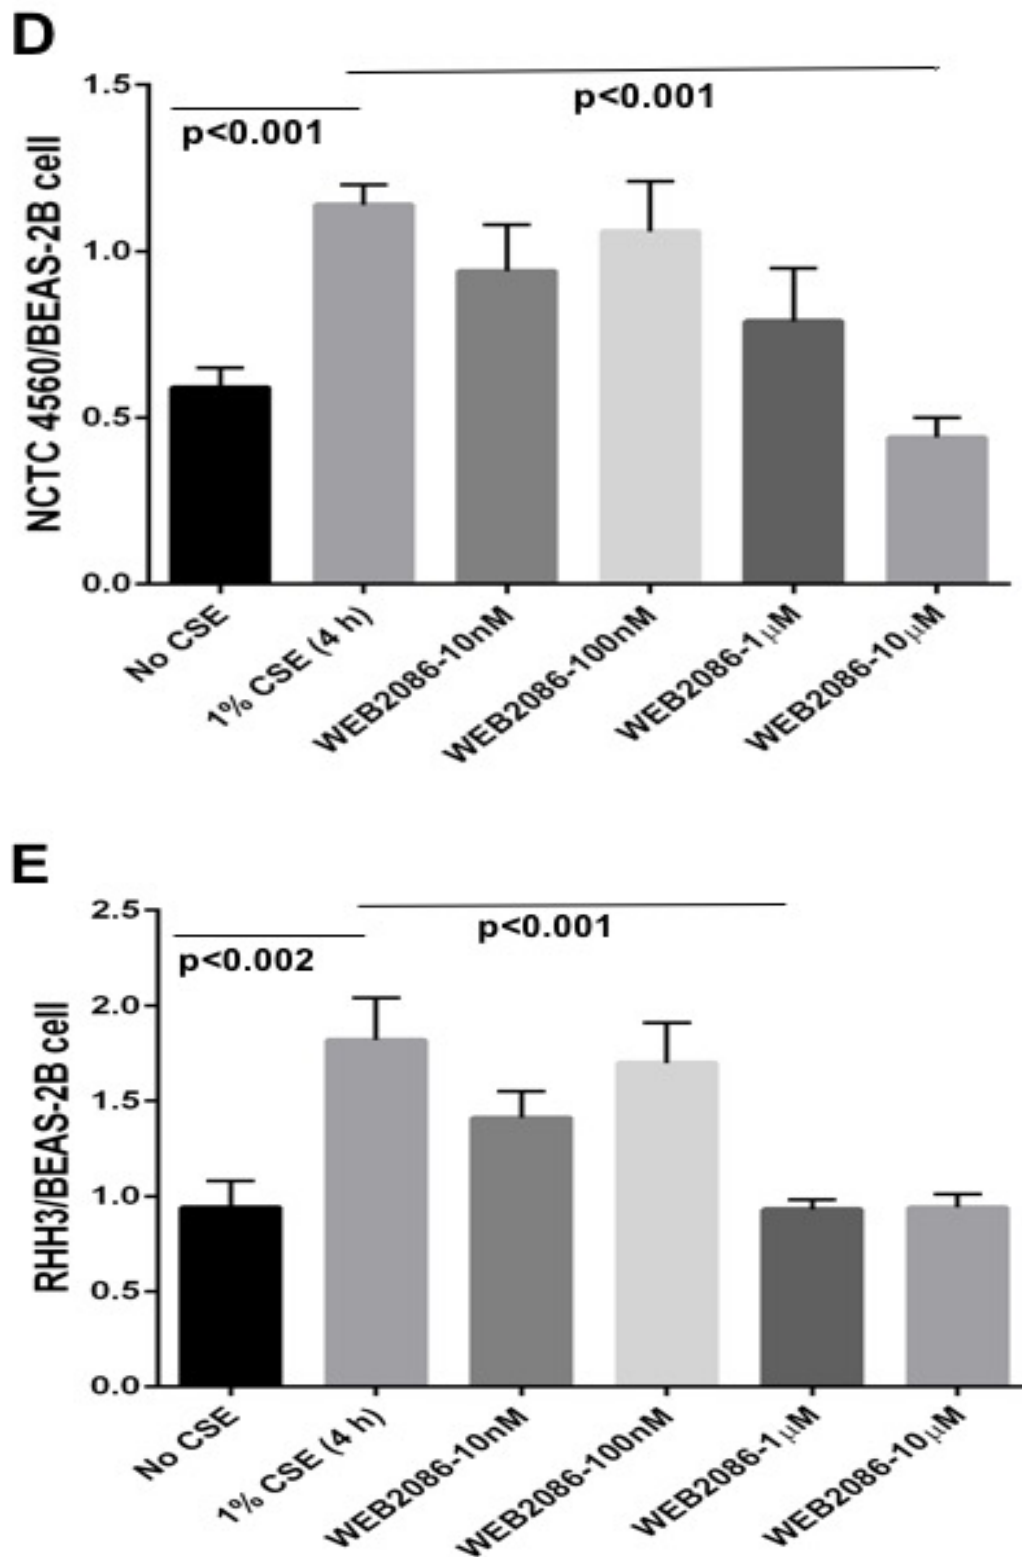 D
p<0.001
p<0.001
NCTC 4560/BEAS-2B cell
1.5
1.0
0.5
0.0
No CSE
1% CSE (4 h)
WEB2086-10nM
WEB2086-100nM
WEB2086-1μM
WEB2086-10μM
E
p<0.001
p<0.002
RHH3/BEAS-2B cell
2.5
2.0
1.5
1.0
0.5
0.0
No CSE
1% CSE (4 h)
WEB2086-10nM
WEB2086-100nM
WEB2086-1μM
WEB2086-10μM